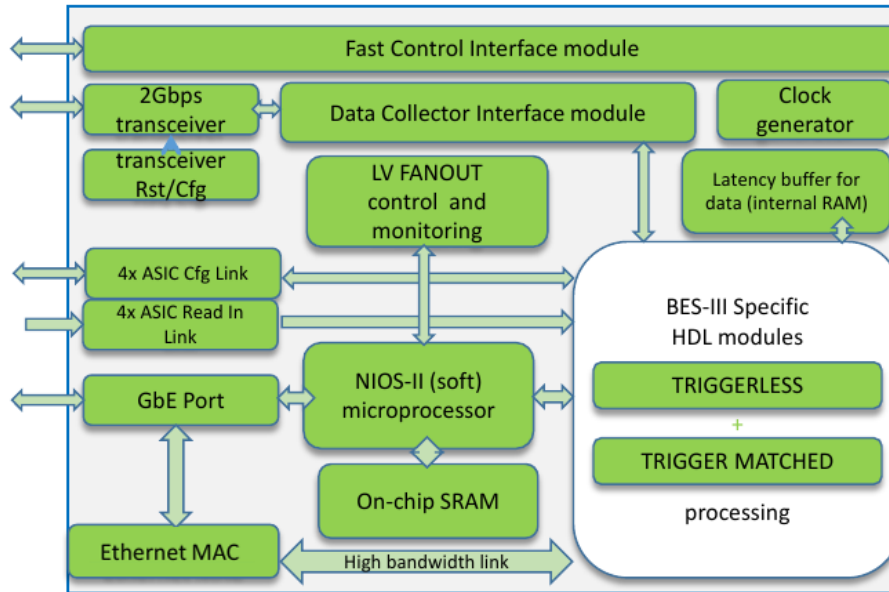 Fast Control Interface module
2Gbps
transceiver
Data Collector Interface module
Clock
generator
transceiver
Rst/Cfg
LV FANOUT
control and
monitoring
Latency buffer for
data (internal RAM)
4x ASIC Cfg Link
4x ASIC Read In
Link
BES-III Specific
HDL modules
GbE Port
NIOS-II (soft)
microprocessor
TRIGGERLESS
+
TRIGGER MATCHED
On-chip SRAM
processing
Ethernet MAC
High bandwidth link